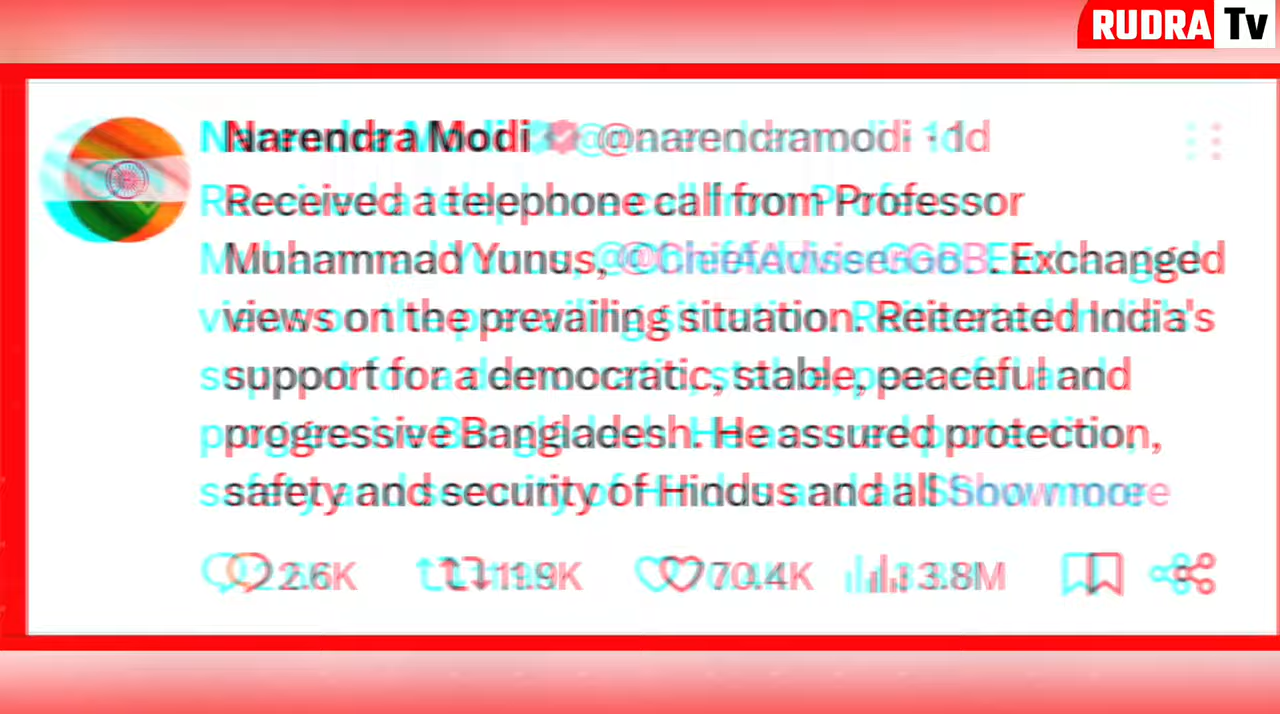 RUDRA Tv
Narendra Modi @narendramodi · 1d
Received a telephone call from Professor
Muhammad Yunus, @ChiefAdviserGoB. Exchanged
views on the prevailing situation. Reiterated India's
support for a democratic, stable, peaceful and
progressive Bangladesh. He assured protection,
safety and security of Hindus and all Show more
2.6K 11.9K 70.4K 3.8M